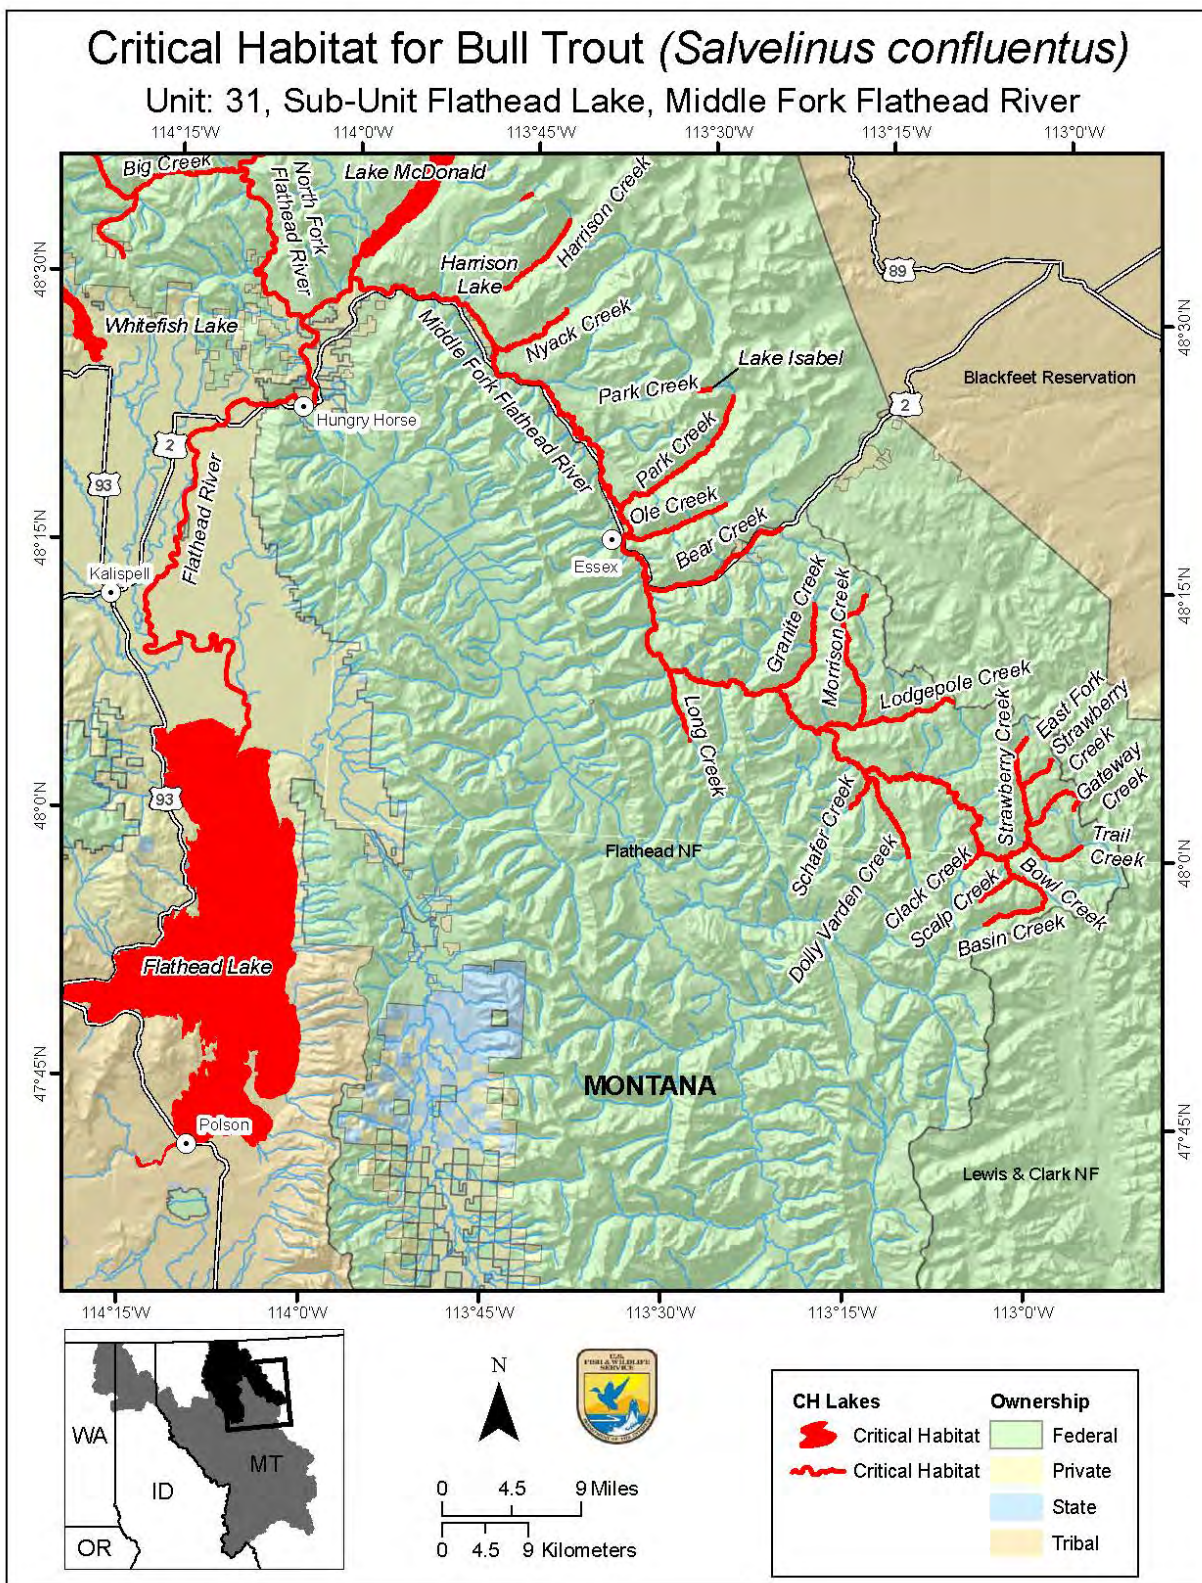 Critical Habitat for Bull Trout (Salvelinus confluentus)
Unit: 31, Sub-Unit Flathead Lake, Middle Fork Flathead River
114°15'W
114°0'W
113°45'W
113°30'W
113°15'W
113°0'W
Big Creek
North Fork
Flathead River
Lake McDonald
Harrison Creek
Harrison
Lake
48°30'N
48°30'N
89
Whitefish Lake
Middle Fork Flathead River
Nyack Creek
Lake Isabel
Park Creek
Blackfeet Reservation
2
Hungry Horse
2
93
Park Creek
Flathead River
Ole Creek
Bear Creek
48°15'N
48°15'N
Kalispell
Essex
Granite Creek
Morrison Creek
Lodgepole Creek
Long Creek
Strawberry Creek
East Fork
Strawberry
Creek
Gateway
Creek
93
48°0'N
48°0'N
Schafer Creek
Trail
Creek
Flathead NF
Dolly Varden Creek
Clack Creek
Scalp Creek
Bowl Creek
Basin Creek
Flathead Lake
47°45'N
47°45'N
MONTANA
Polson
Lewis & Clark NF
114°15'W
114°0'W
113°45'W
113°30'W
113°15'W
113°0'W
WA
ID
MT
OR
N
U.S.
FISH & WILDLIFE
SERVICE
DEPARTMENT OF THE INTERIOR
0 4.5 9 Miles
0 4.5 9 Kilometers
CH Lakes
Critical Habitat
Critical Habitat
Ownership
Federal
Private
State
Tribal